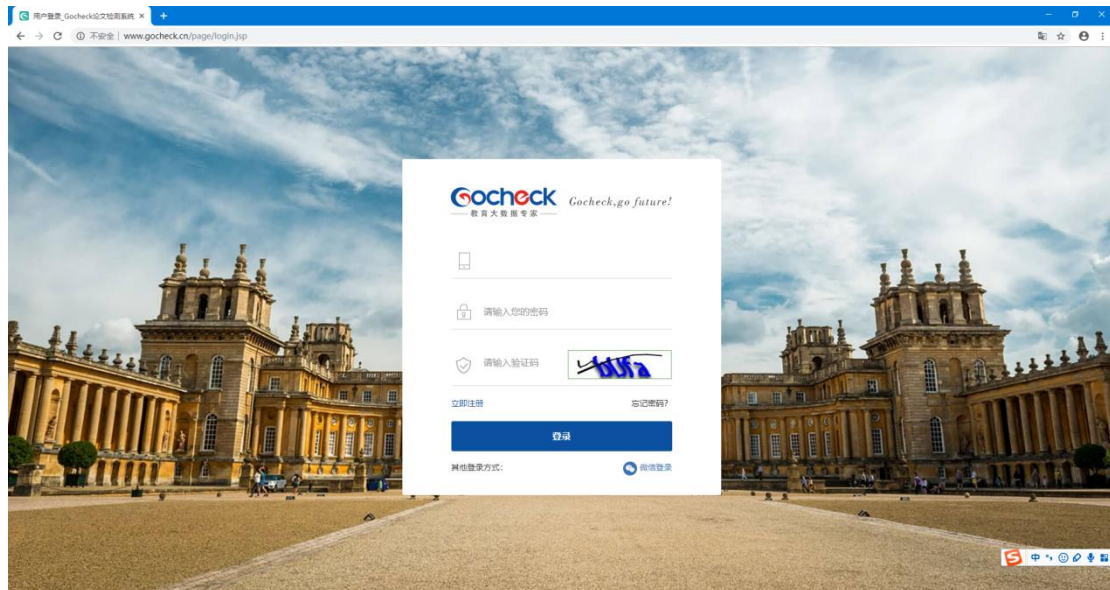 用户登录_Gocheck论文检测系统
不安全 | www.gocheck.cn/page/login.jsp
Gocheck Gocheck,go future!
教育大数据专家
请输入您的密码
请输入验证码 bUfa
立即注册 忘记密码?
登录
其他登录方式: 微信登录
中